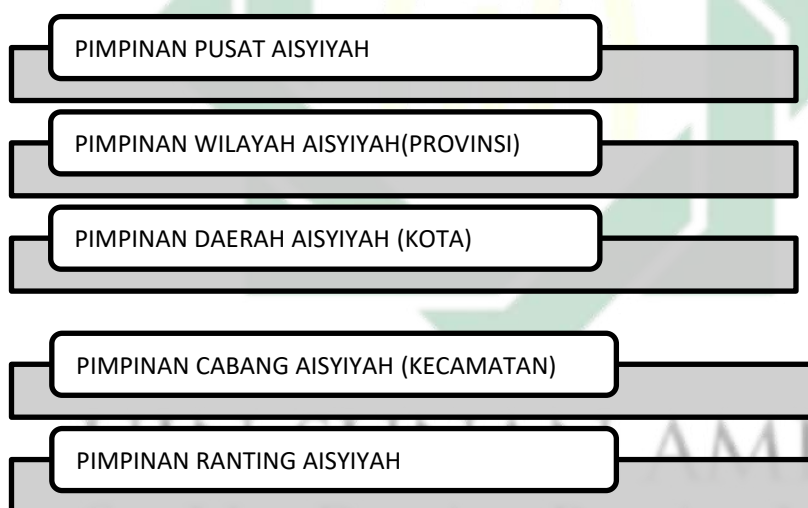 PIMPINAN PUSAT AISYIYAH
PIMPINAN WILAYAH AISYIYAH(PROVINSI)
PIMPINAN DAERAH AISYIYAH (KOTA)
PIMPINAN CABANG AISYIYAH (KECAMATAN)
PIMPINAN RANTING AISYIYAH